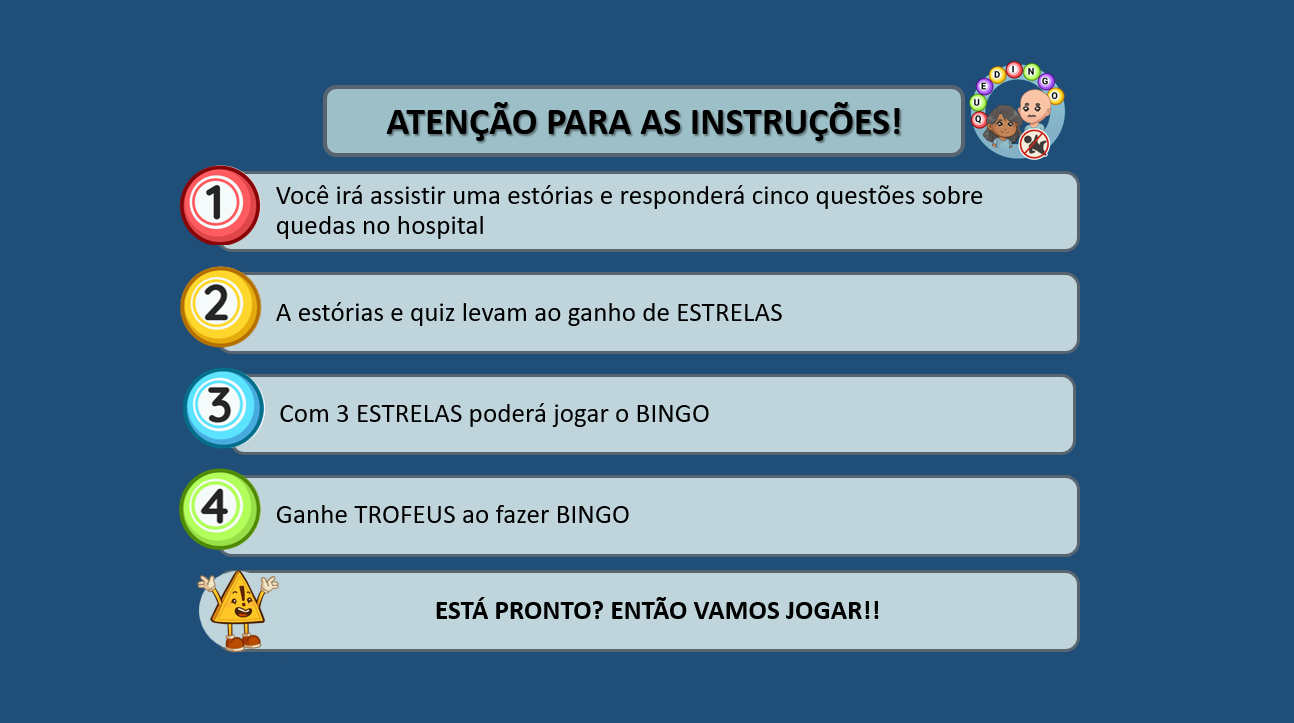 QUEDINGO
ATENÇÃO PARA AS INSTRUÇÕES!
1
Você irá assistir uma estórias e responderá cinco questões sobre
quedas no hospital
2
A estórias e quiz levam ao ganho de ESTRELAS
3
Com 3 ESTRELAS poderá jogar o BINGO
4
Ganhe TROFEUS ao fazer BINGO
ESTÁ PRONTO? ENTÃO VAMOS JOGAR!!